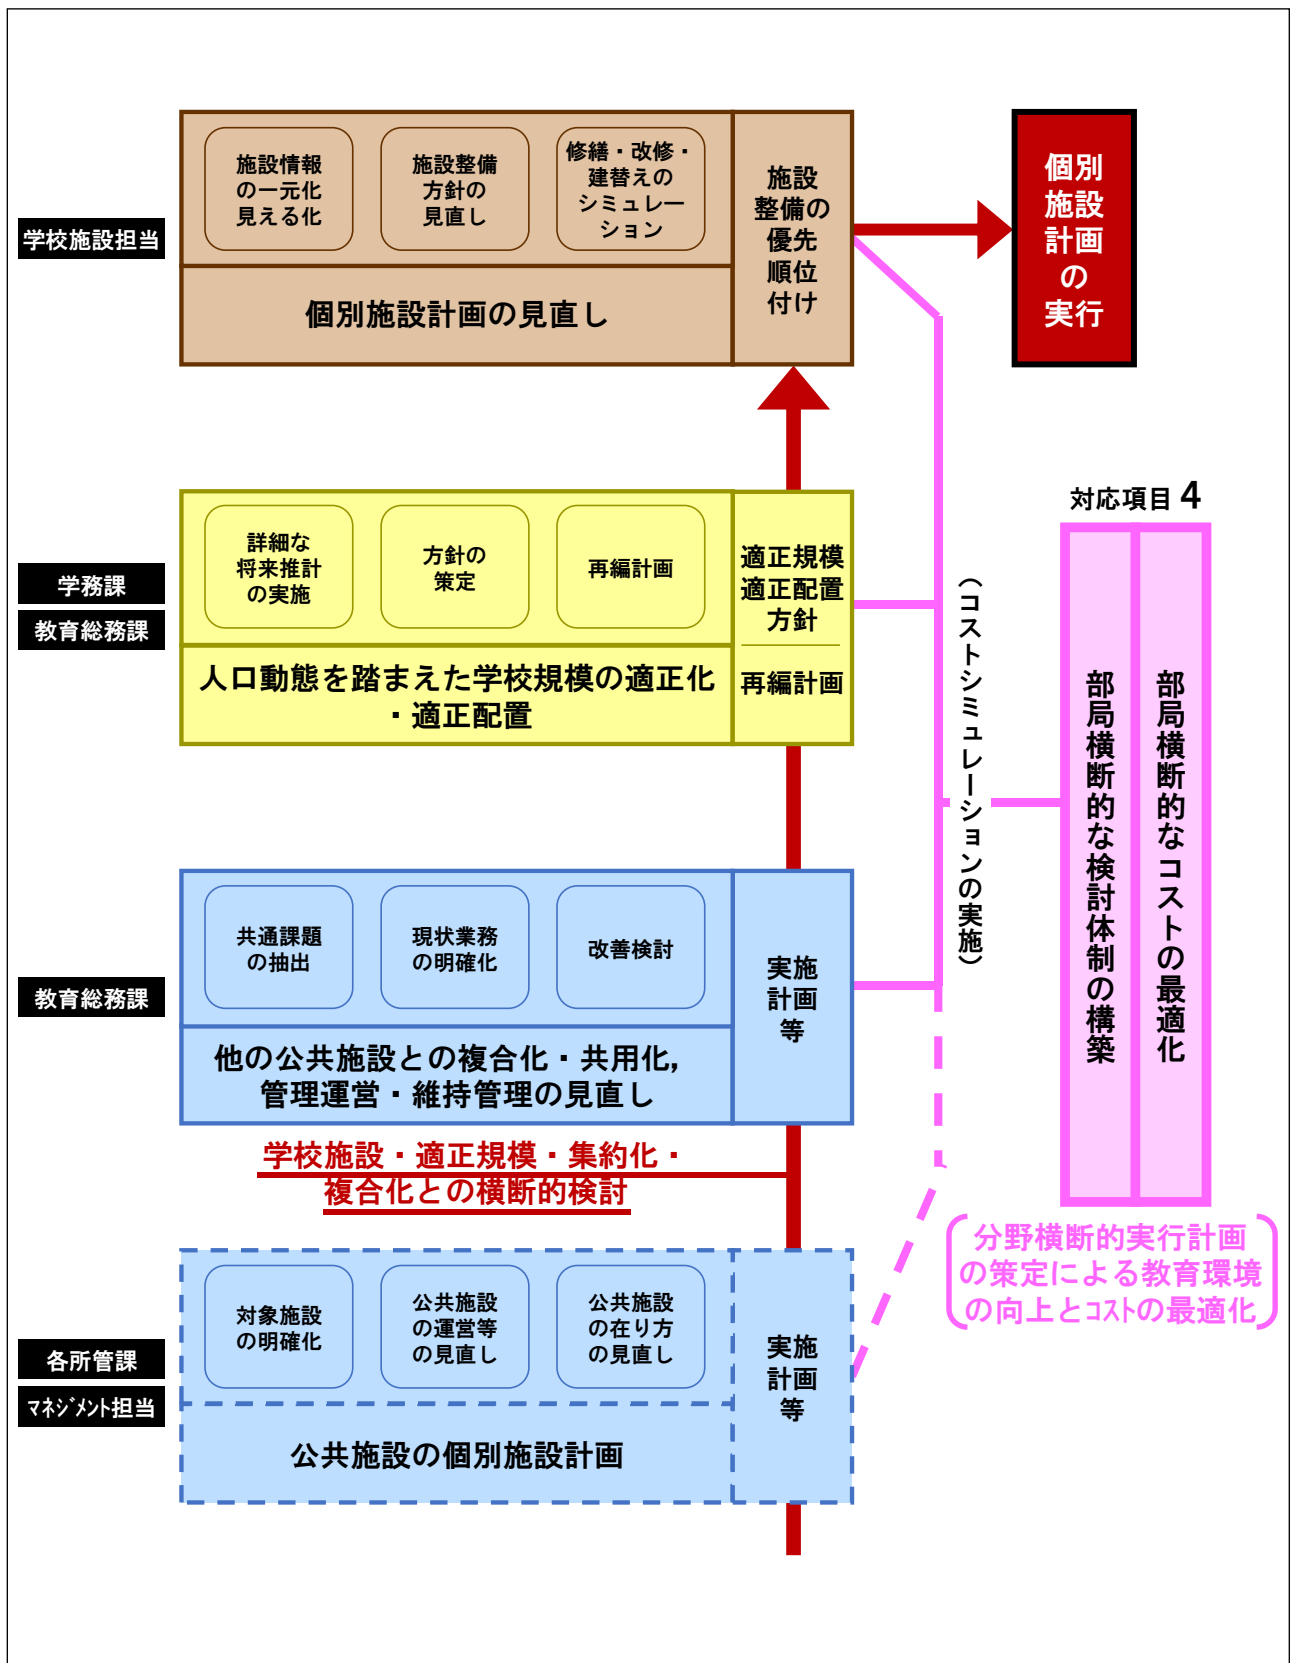 学校施設担当
施設情報
の一元化
見える化
施設整備
方針の
見直し
修繕・改修・
建替えの
シミュレー
ション
個別施設計画の見直し
施設
整備の
優先
順位
付け
個別
施設
計画
の
実行
学務課
教育総務課
詳細な
将来推計
の実施
方針の
策定
再編計画
人口動態を踏まえた学校規模の適正化
・適正配置
適正規模
適正配置
方針
再編計画
対応項目 4
(コストシミュレーションの実施)
部局横断的な検討体制の構築
部局横断的なコストの最適化
教育総務課
共通課題
の抽出
現状業務
の明確化
改善検討
他の公共施設との複合化・共用化,
管理運営・維持管理の見直し
実施
計画
等
学校施設・適正規模・集約化・
複合化との横断的検討
分野横断的実行計画
の策定による教育環境
の向上とコストの最適化
各所管課
マネジメント担当
対象施設
の明確化
公共施設
の運営等
の見直し
公共施設
の在り方
の見直し
公共施設の個別施設計画
実施
計画
等